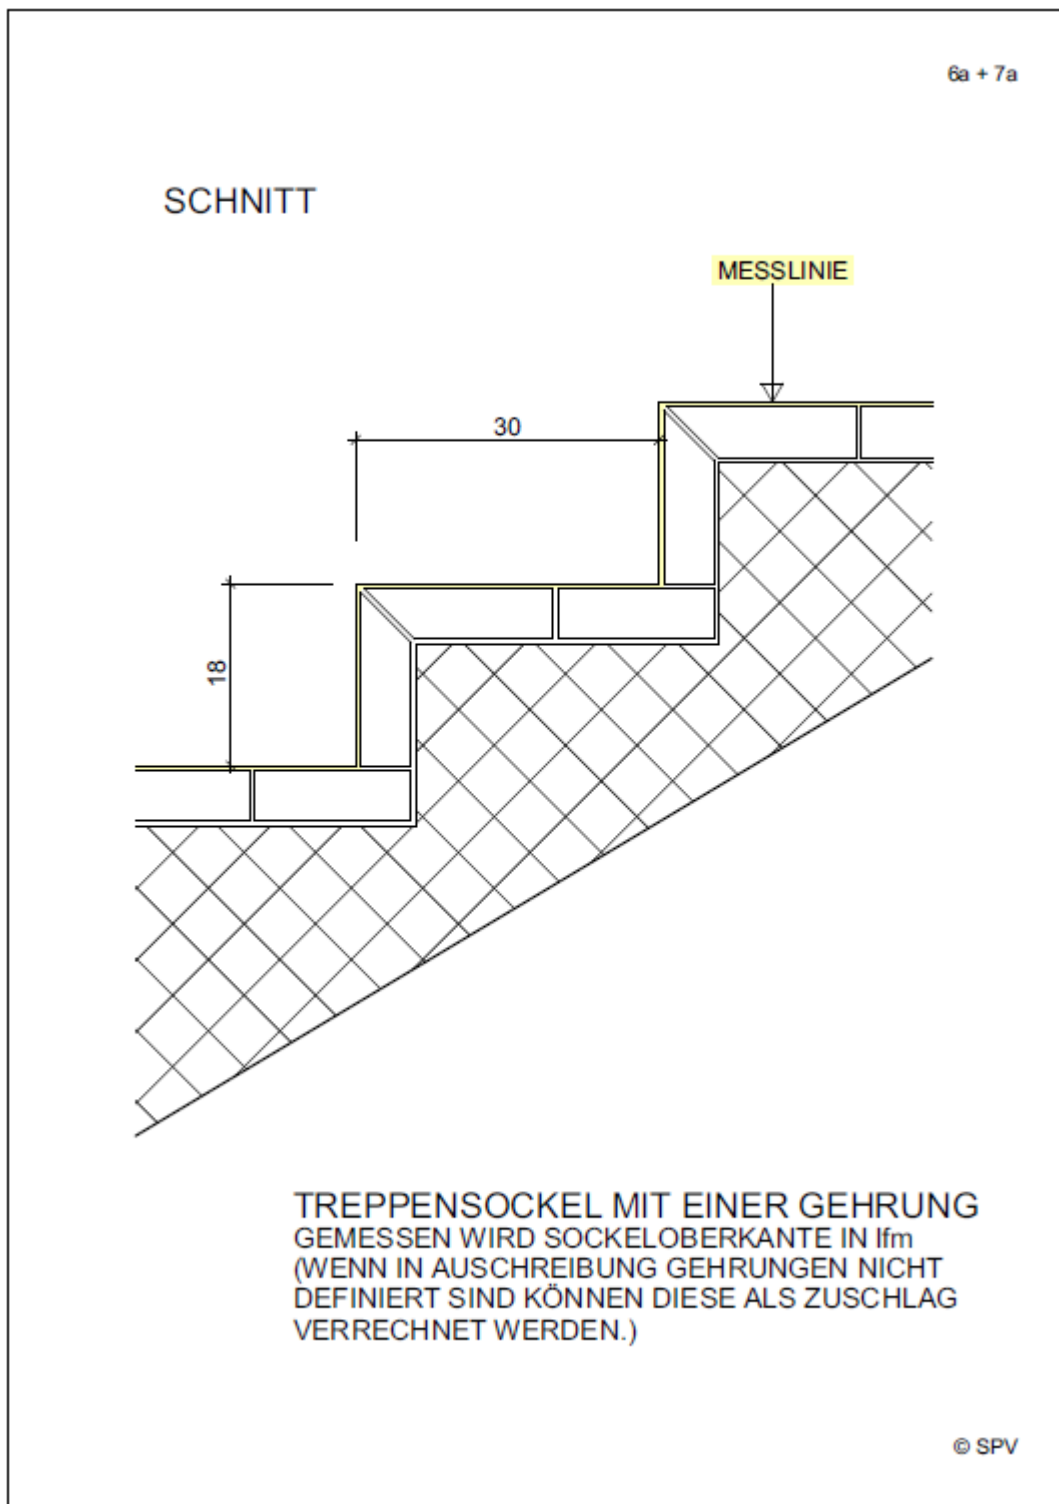 6a + 7a
SCHNITT
MESSLINIE
30
18
TREPPENSOCKEL MIT EINER GEHRUNG
GEMESSEN WIRD SOCKELOBERKANTE IN lfm
(WENN IN AUSCHREIBUNG GEHRUNGEN NICHT
DEFINIERT SIND KÖNNEN DIESE ALS ZUSCHLAG
VERRECHNET WERDEN.)
© SPV